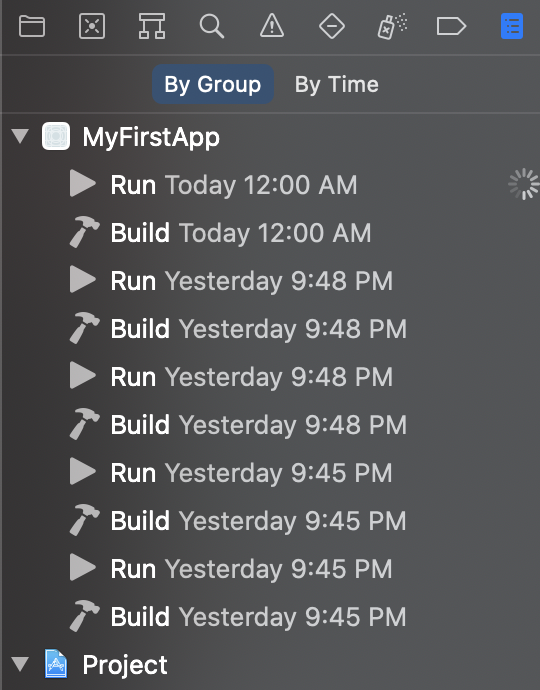 By Group By Time
MyFirstApp
Run Today 12:00 AM
Build Today 12:00 AM
Run Yesterday 9:48 PM
Build Yesterday 9:48 PM
Run Yesterday 9:48 PM
Build Yesterday 9:48 PM
Run Yesterday 9:45 PM
Build Yesterday 9:45 PM
Run Yesterday 9:45 PM
Build Yesterday 9:45 PM
Project